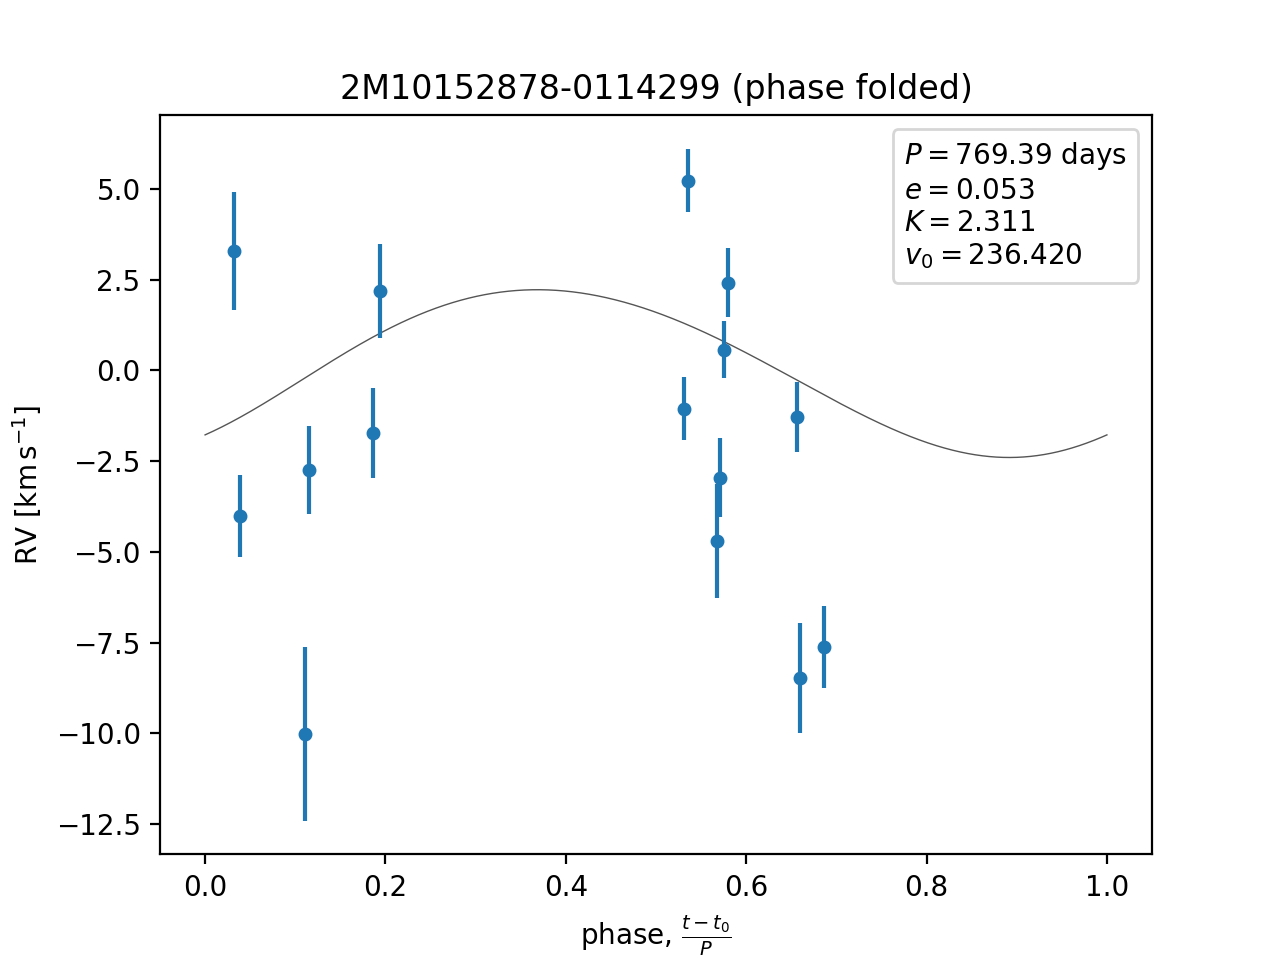 2M10152878-0114299 (phase folded)
P = 769.39 days
e = 0.053
K = 2.311
v₀ = 236.420
RV [km s⁻¹]
5.0
2.5
0.0
−2.5
−5.0
−7.5
−10.0
−12.5
0.0 0.2 0.4 0.6 0.8 1.0
phase, (t − t₀)/P